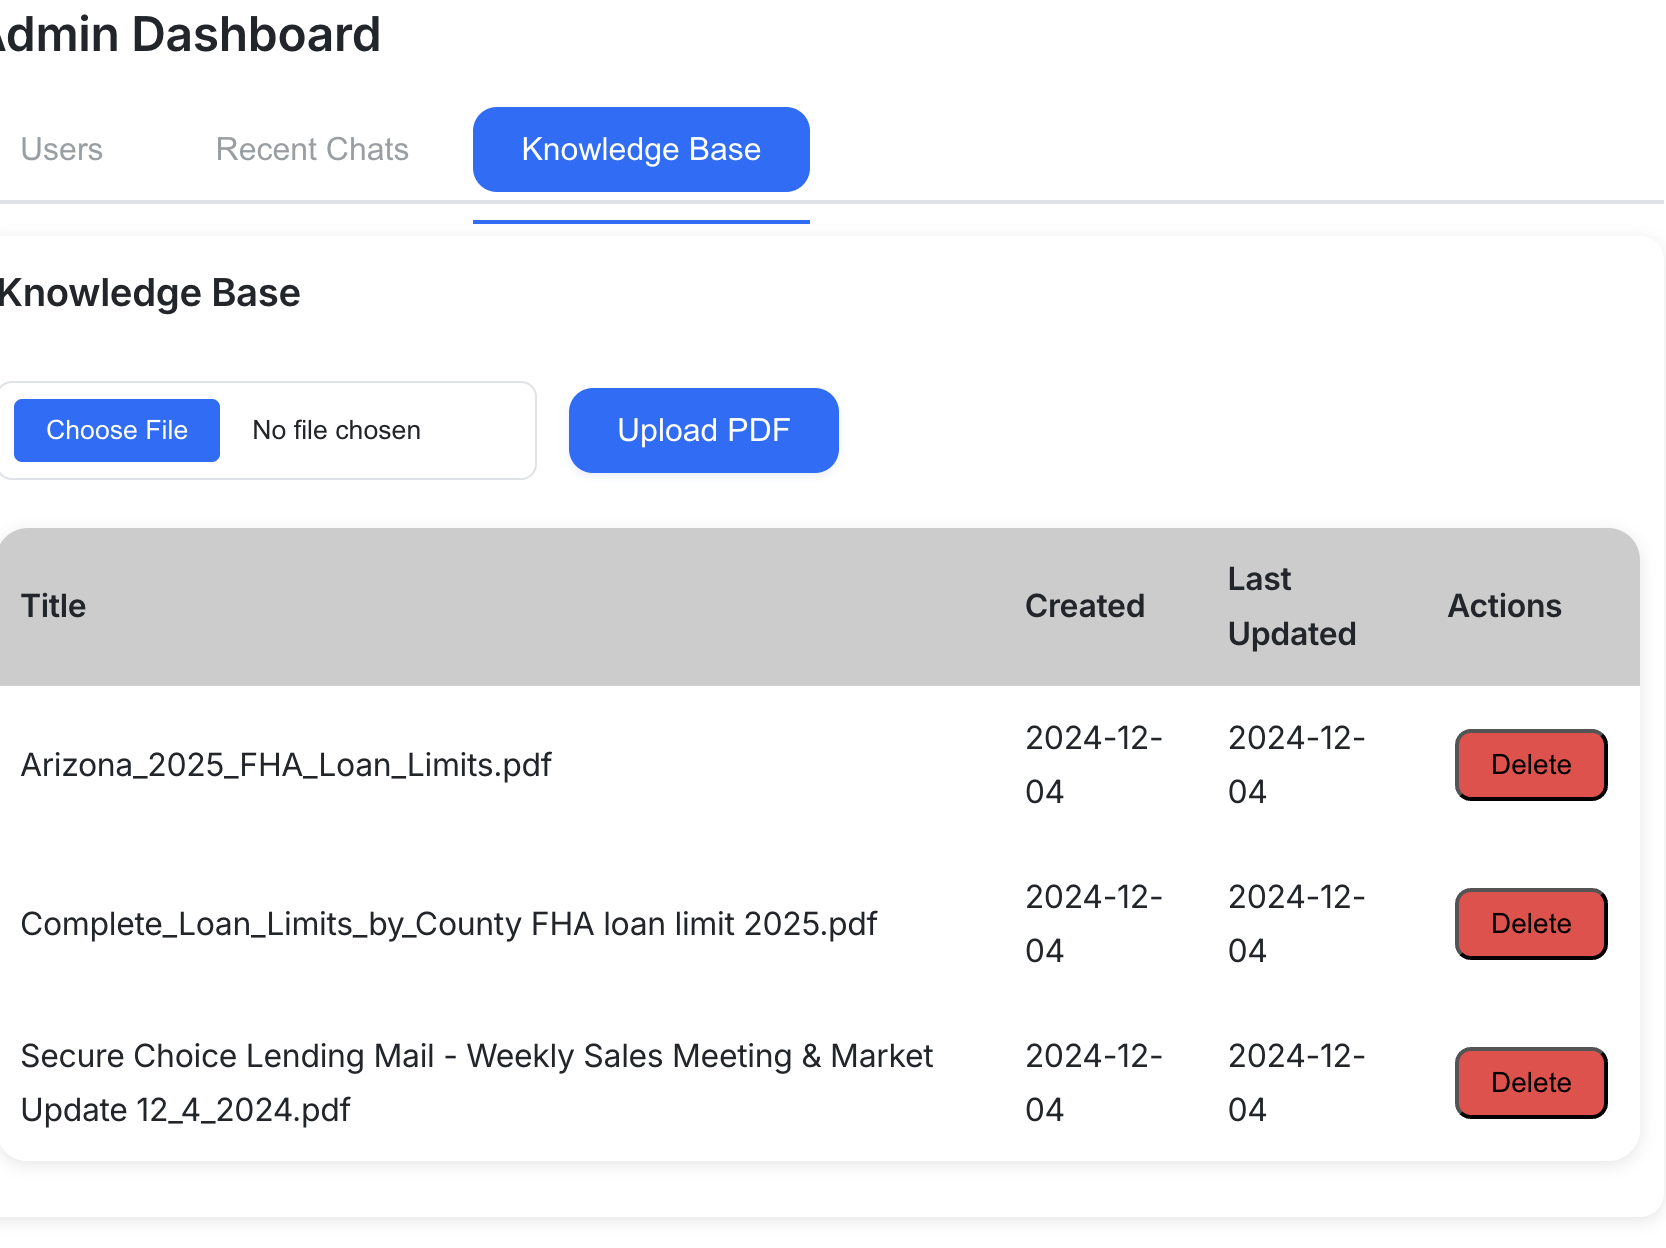 Admin Dashboard
Users Recent Chats Knowledge Base
Knowledge Base
Choose File No file chosen Upload PDF
Title Created Last Updated Actions
Arizona_2025_FHA_Loan_Limits.pdf 2024-12-04 2024-12-04 Delete
Complete_Loan_Limits_by_County FHA loan limit 2025.pdf 2024-12-04 2024-12-04 Delete
Secure Choice Lending Mail - Weekly Sales Meeting & Market Update 12_4_2024.pdf 2024-12-04 2024-12-04 Delete